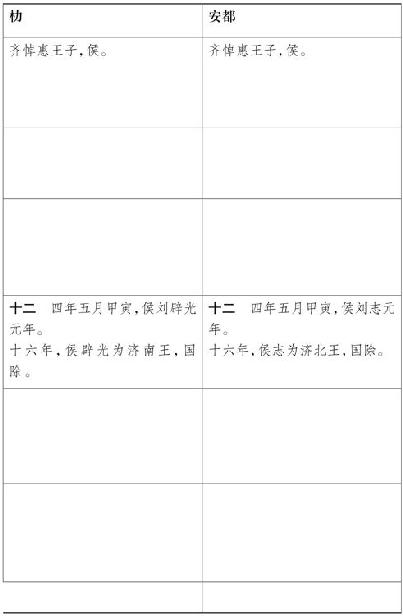 朸
安都
齐悼惠王子，侯。
齐悼惠王子，侯。
十二　四年五月甲寅，侯刘辟光
元年。
十六年，侯辟光为济南王，国
除。
十二　四年五月甲寅，侯刘志元
年。
十六年，侯志为济北王，国除。